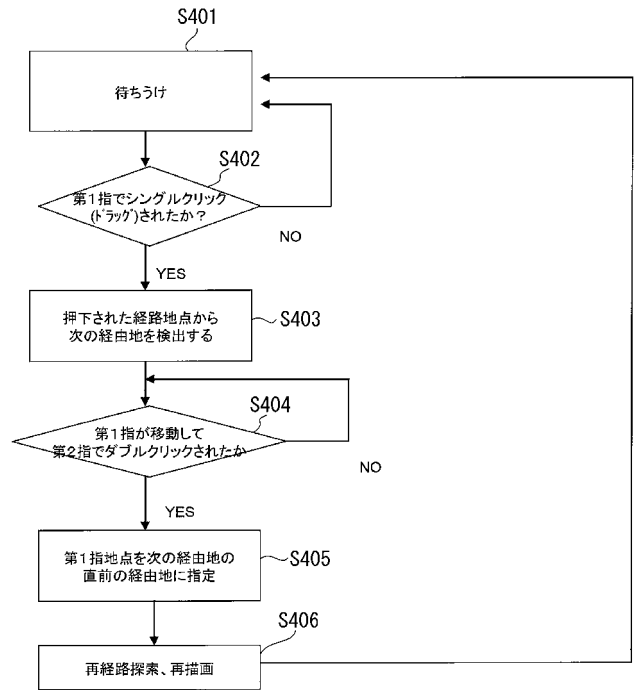 S401
待ちうけ
S402
第1指でシングルクリック
(ﾄﾞﾗｯｸﾞ)されたか？
NO
YES
押下された経路地点から
次の経由地を検出する
S403
S404
第1指が移動して
第2指でダブルクリックされたか
NO
YES
第1指地点を次の経由地の
直前の経由地に指定
S405
S406
再経路探索、再描画